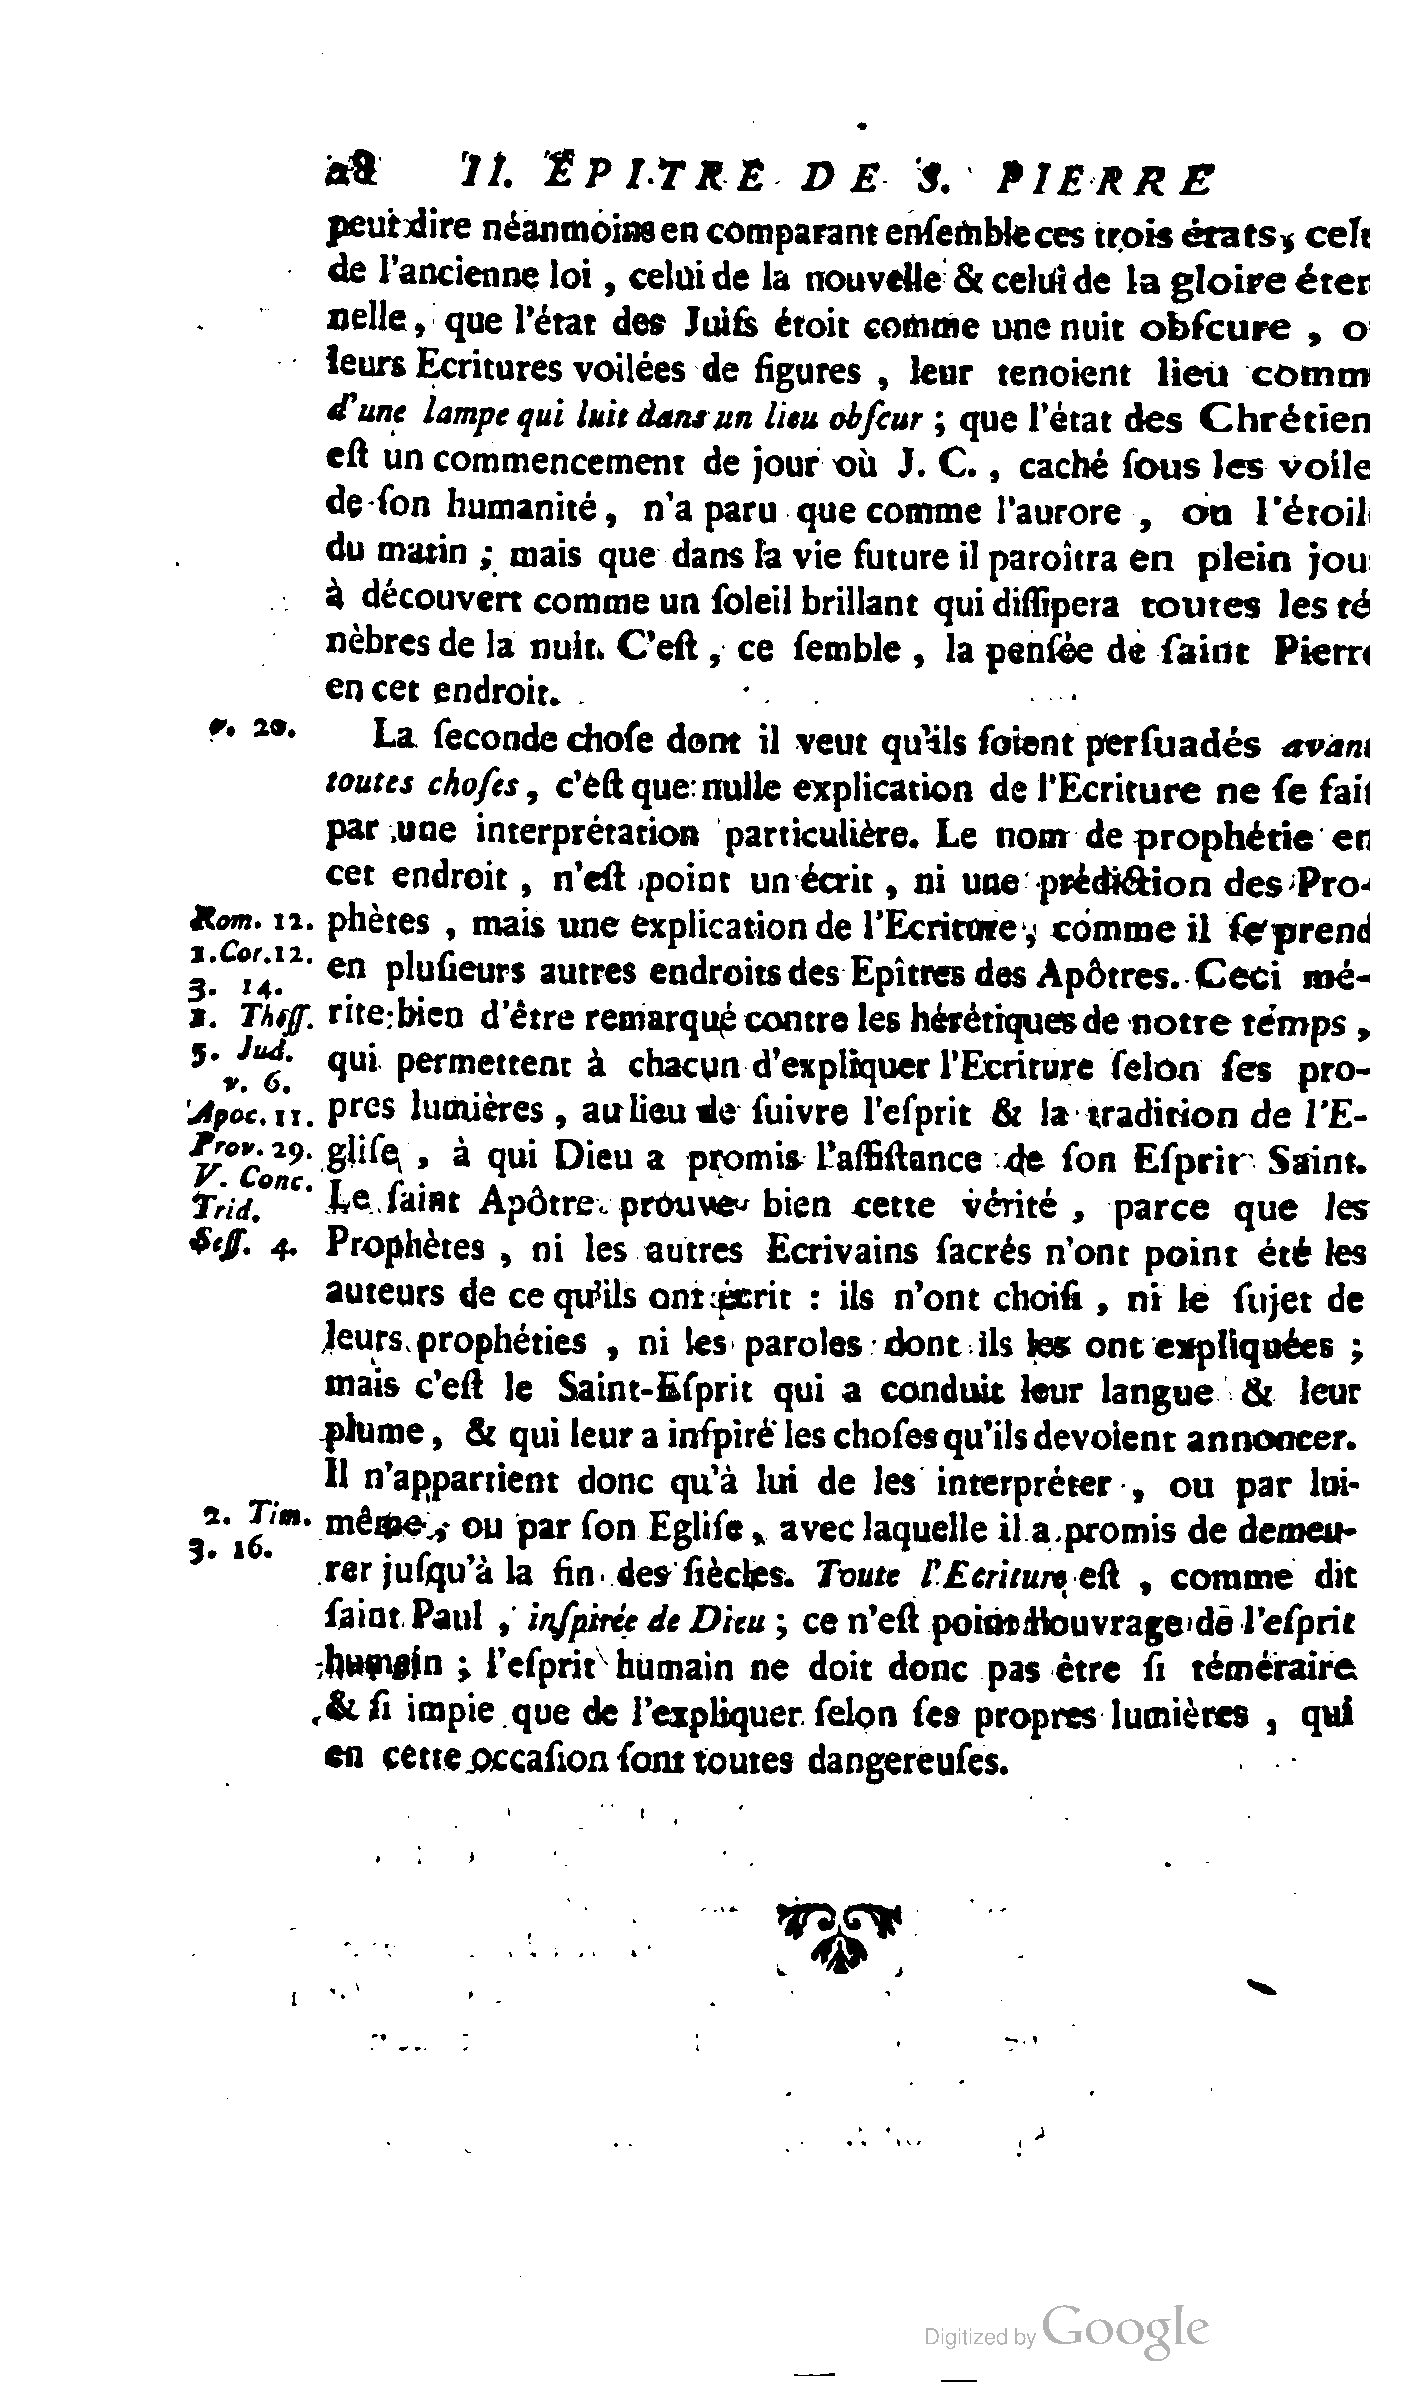 28 II. ÉPITRE DE S. PIERRE
peut dire néanmoins en comparant enſemble ces trois états, celu
de l'ancienne loi, celui de la nouvelle & celui de la gloire éter
nelle, que l'état des Juifs étoit comme une nuit obſcure, o
leurs Ecritures voilées de figures, leur tenoient lieu comm
d'une lampe qui luit dans un lieu obſcur; que l'état des Chrétien
eſt un commencement de jour où J. C., caché ſous les voile
de ſon humanité, n'a paru que comme l'aurore, ou l'étoil
du matin; mais que dans la vie future il paroîtra en plein jou
à découvert comme un ſoleil brillant qui diſſipera toutes les té
nèbres de la nuit. C'eſt, ce ſemble, la penſée de ſaint Pierre
en cet endroit.
v. 20. La ſeconde choſe dont il veut qu'ils ſoient perſuadés avant
toutes choſes, c'eſt que nulle explication de l'Ecriture ne ſe fait
par une interprétation particulière. Le nom de prophétie en
cet endroit, n'eſt point un écrit, ni une prédiction des Pro-
Rom. 12. phètes, mais une explication de l'Ecriture, comme il ſe prend
1. Cor. 12. en pluſieurs autres endroits des Epîtres des Apôtres. Ceci mé-
3. 14.
1. Theſſ. rite bien d'être remarqué contre les hérétiques de notre temps,
5. Jud. qui permettent à chacun d'expliquer l'Ecriture ſelon ſes pro-
v. 6.
Apoc. 11. pres lumières, au lieu de ſuivre l'eſprit & la tradition de l'E-
Prov. 29. gliſe, à qui Dieu a promis l'aſſiſtance de ſon Eſprit Saint.
V. Conc.
Trid. Le ſaint Apôtre prouve bien cette vérité, parce que les
Seſſ. 4. Prophètes, ni les autres Ecrivains ſacrés n'ont point été les
auteurs de ce qu'ils ont écrit: ils n'ont choiſi, ni le ſujet de
leurs prophéties, ni les paroles dont ils les ont expliquées;
mais c'eſt le Saint-Eſprit qui a conduit leur langue & leur
plume, & qui leur a inſpiré les choſes qu'ils devoient annoncer.
Il n'appartient donc qu'à lui de les interpréter, ou par lui-
2. Tim. même, ou par ſon Egliſe, avec laquelle il a promis de demeu-
3. 16.
rer juſqu'à la fin des ſiècles. Toute l'Ecriture eſt, comme dit
ſaint Paul, inſpirée de Dieu; ce n'eſt point l'ouvrage de l'eſprit
humain; l'eſprit humain ne doit donc pas être ſi téméraire
& ſi impie que de l'expliquer ſelon ſes propres lumières, qui
en cette occaſion ſont toutes dangereuſes.
Digitized by Google